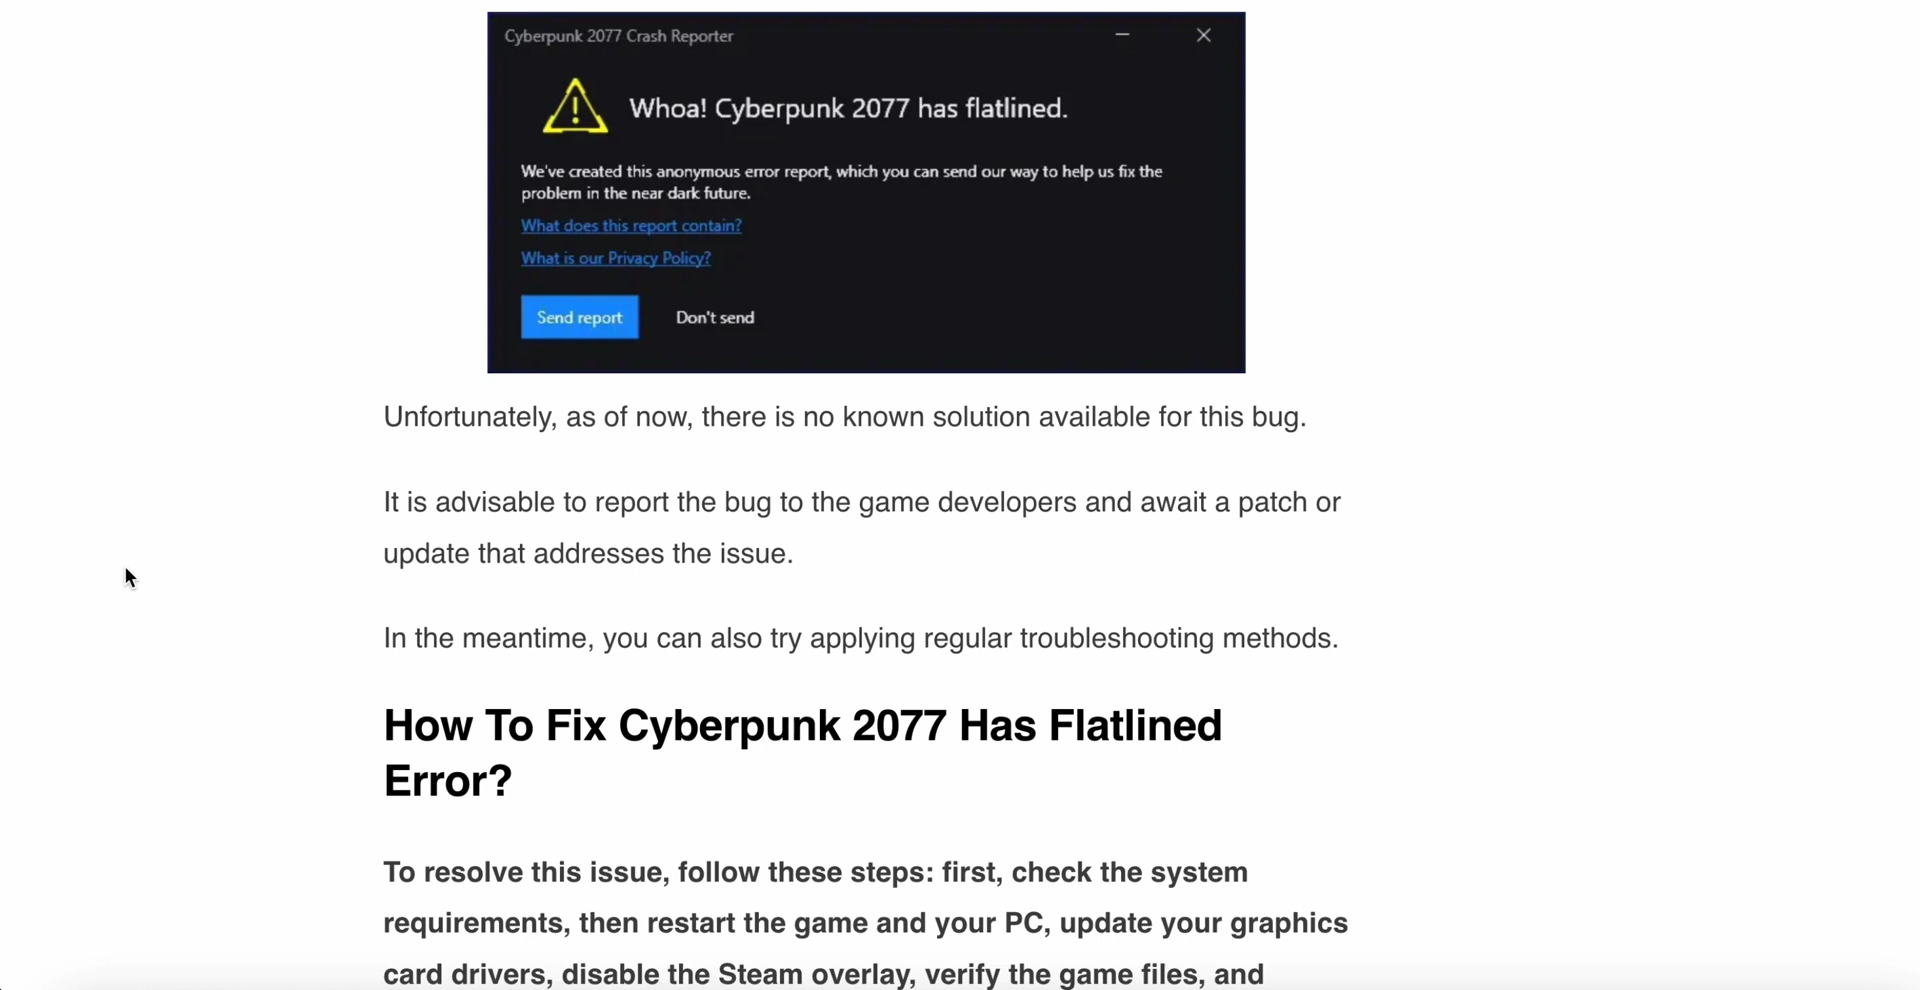 Cyberpunk 2077 Crash Reporter
Whoa! Cyberpunk 2077 has flatlined.
We've created this anonymous error report, which you can send our way to help us fix the
problem in the near dark future.
What does this report contain?
What is our Privacy Policy?
Send report Don't send
Unfortunately, as of now, there is no known solution available for this bug.
It is advisable to report the bug to the game developers and await a patch or
update that addresses the issue.
In the meantime, you can also try applying regular troubleshooting methods.
How To Fix Cyberpunk 2077 Has Flatlined
Error?
To resolve this issue, follow these steps: first, check the system
requirements, then restart the game and your PC, update your graphics
card drivers, disable the Steam overlay, verify the game files, and